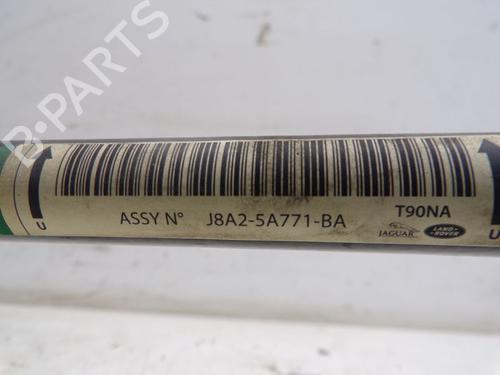 B-PARTS
U
ASSY N° J8A2-5A771-BA
T90NA
JAGUAR
LAND
ROVER
U